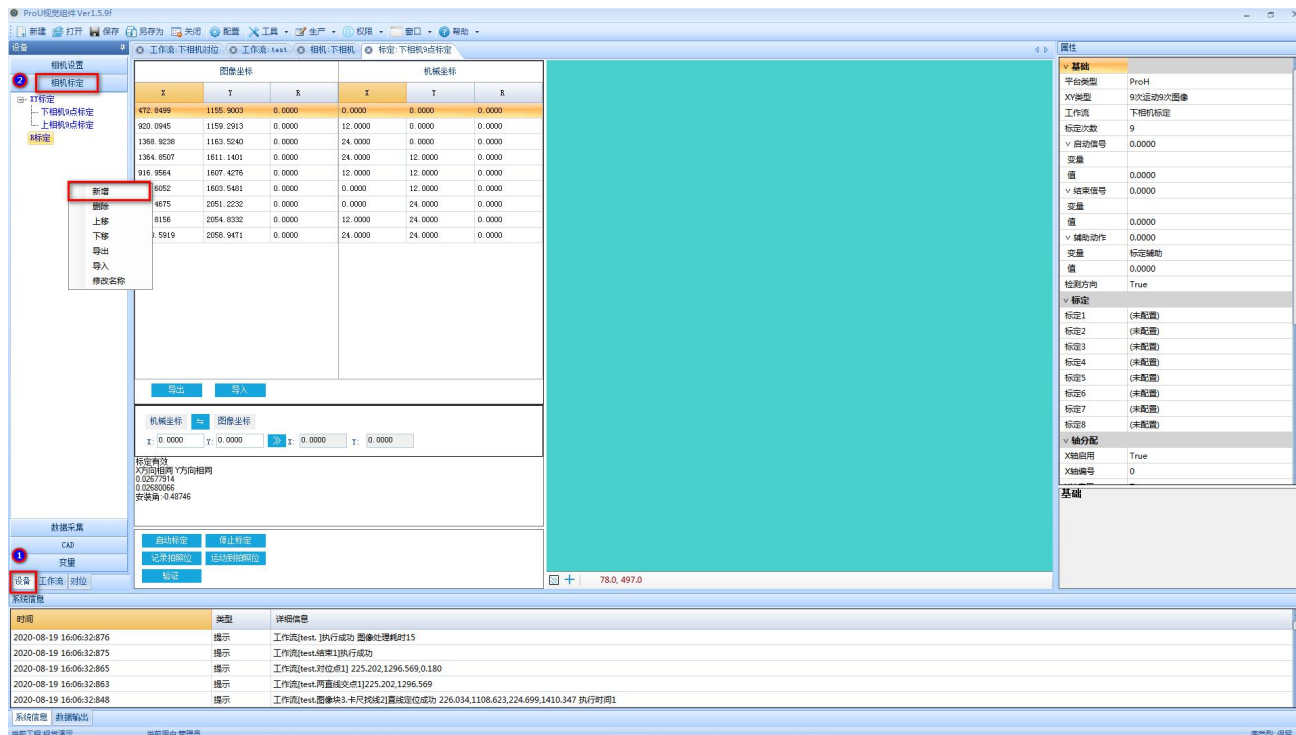 ProU视觉组件 Ver1.5.9f
新建 打开 保存 另存为 关闭 配置 工具 生产 权限 窗口 帮助
设备
工作流:下相机对位 工作流:test 相机:下相机 标定:下相机9点标定
属性
相机设置
2 相机标定
XY标定
下相机9点标定
上相机9点标定
R标定
新增
删除
上移
下移
导出
导入
修改名称
数据采集
CAD
1 变量
设备 工作流 对位
图像坐标 机械坐标
X Y R X Y R
472.8499 1155.9003 0.0000 0.0000 0.0000 0.0000
920.0945 1159.2913 0.0000 12.0000 0.0000 0.0000
1368.9238 1163.5240 0.0000 24.0000 0.0000 0.0000
1364.8507 1611.1401 0.0000 24.0000 12.0000 0.0000
916.9564 1607.4276 0.0000 12.0000 12.0000 0.0000
6052 1603.5481 0.0000 0.0000 12.0000 0.0000
4675 2051.2232 0.0000 0.0000 24.0000 0.0000
8156 2054.8332 0.0000 12.0000 24.0000 0.0000
.5919 2058.9471 0.0000 24.0000 24.0000 0.0000
导出 导入
机械坐标 图像坐标
X: 0.0000 Y: 0.0000 X: 0.0000 Y: 0.0000
标定有效
X方向相同 Y方向相同
0.02677914
0.02680066
安装角:-0.48746
启动标定 停止标定
记录拍照位 运动到拍照位
验证
78.0, 497.0
基础
平台类型 ProH
XY类型 9次运动9次图像
工作流 下相机标定
标定次数 9
启动信号 0.0000
变量
值 0.0000
结束信号 0.0000
变量
值 0.0000
辅助动作 0.0000
变量 标定辅助
值 0.0000
检测方向 True
标定
标定1 (未配置)
标定2 (未配置)
标定3 (未配置)
标定4 (未配置)
标定5 (未配置)
标定6 (未配置)
标定7 (未配置)
标定8 (未配置)
轴分配
X轴启用 True
X轴编号 0
基础
系统信息
时间 类型 详细信息
2020-08-19 16:06:32:876 提示 工作流[test. ]执行成功 图像处理耗时15
2020-08-19 16:06:32:875 提示 工作流[test.结束1]执行成功
2020-08-19 16:06:32:865 提示 工作流[test.对位点1] 225.202,1296.569,0.180
2020-08-19 16:06:32:863 提示 工作流[test.两直线交点1]225.202,1296.569
2020-08-19 16:06:32:848 提示 工作流[test.图像块3.卡尺找线2]直线定位成功 226.034,1108.623,224.699,1410.347 执行时间1
系统信息 数据输出
当前工程:视觉演示 当前用户:管理员